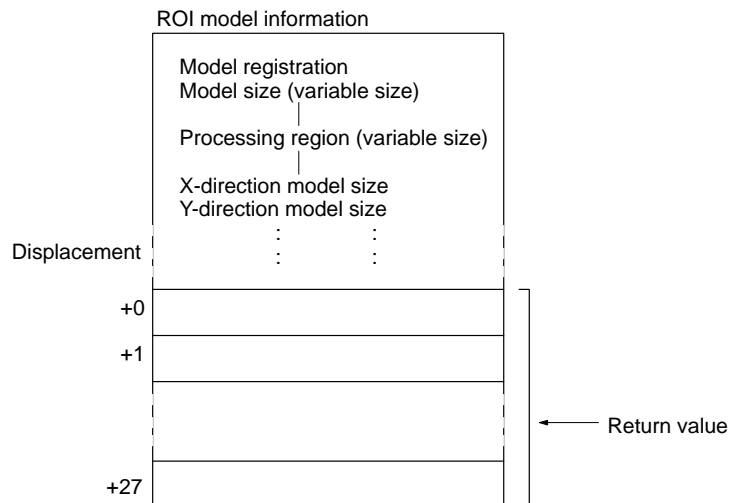 ROI model information
Model registration
Model size (variable size)
Processing region (variable size)
X-direction model size
Y-direction model size
Displacement
+0
+1
Return value
+27